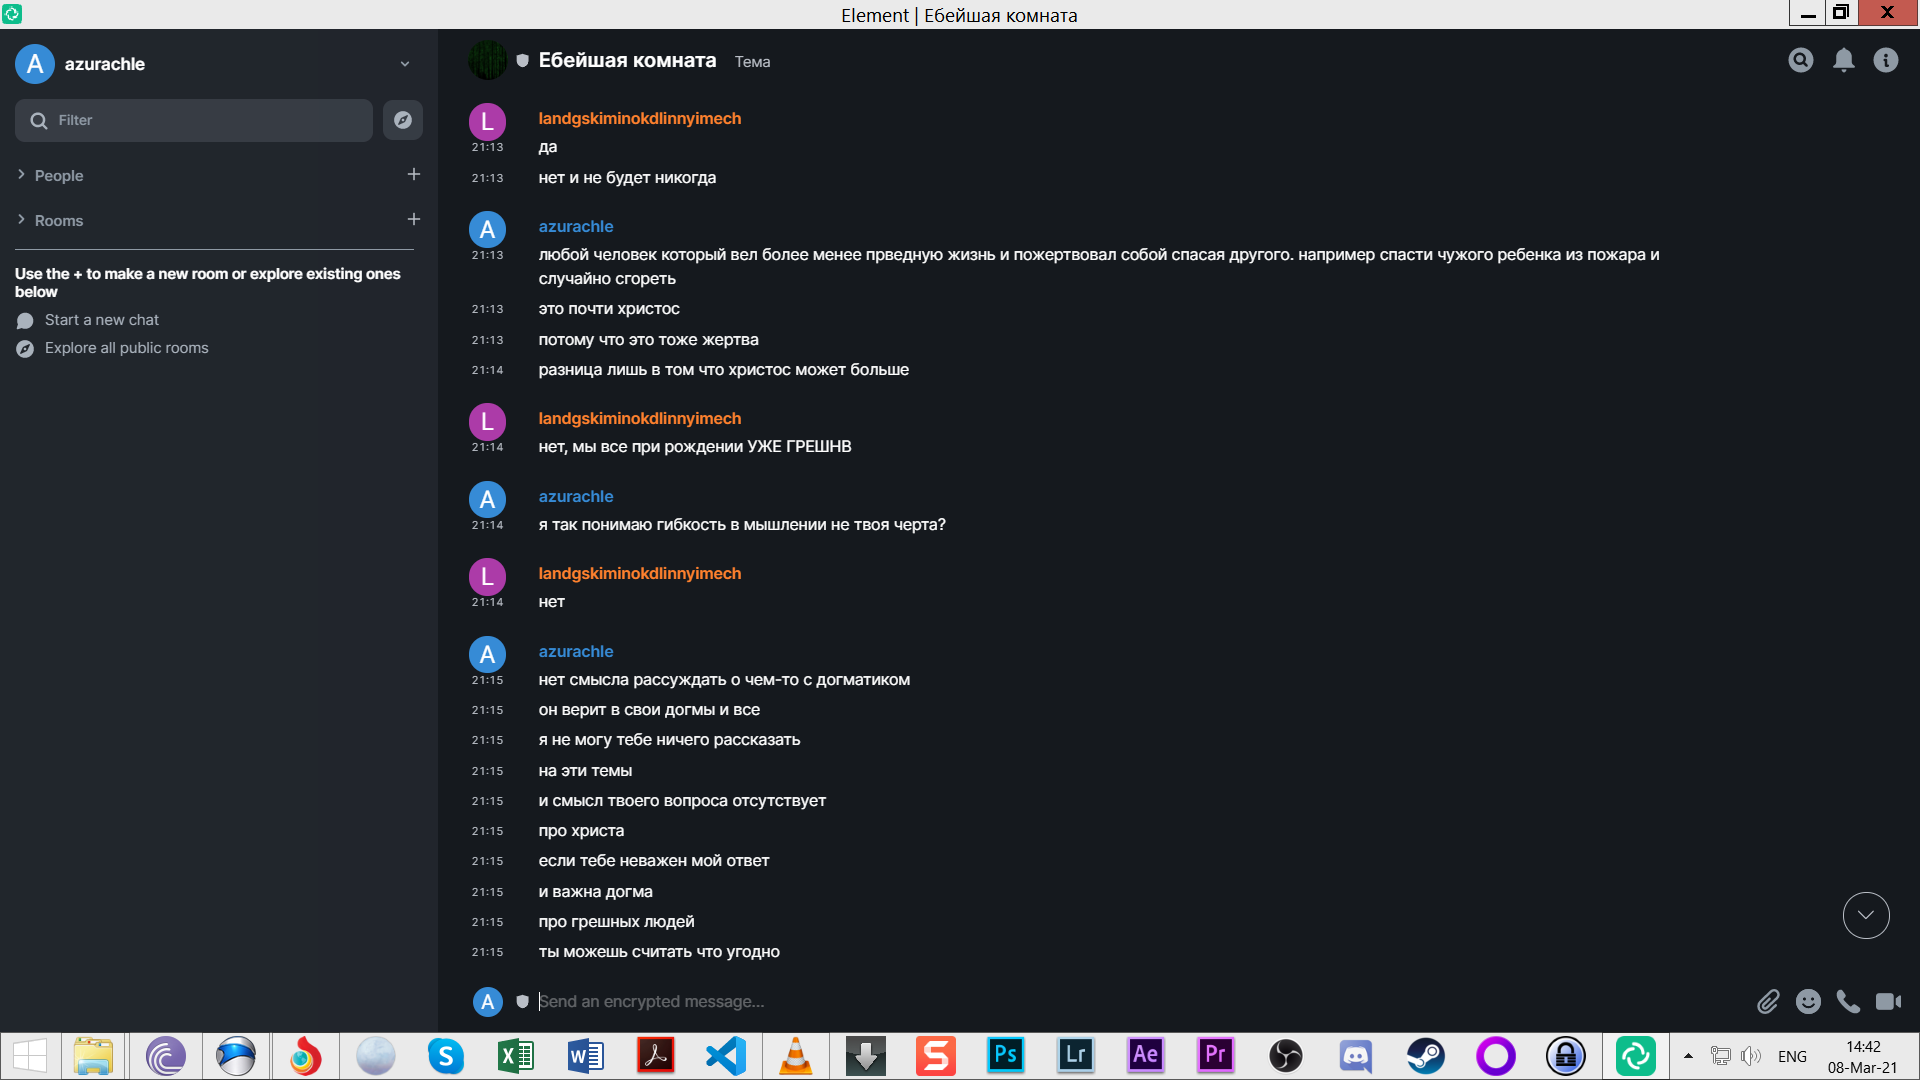 Element | Ебейшая комната
A
azurachle
Filter
People
Rooms
Use the + to make a new room or explore existing ones
below
Start a new chat
Explore all public rooms
Ебейшая комната Тема
L
landgskiminokdlinnyimech
21:13 да
21:13 нет и не будет никогда
A
azurachle
21:13 любой человек который вел более менее прведную жизнь и пожертвовал собой спасая другого. например спасти чужого ребенка из пожара и
случайно сгореть
21:13 это почти христос
21:13 потому что это тоже жертва
21:14 разница лишь в том что христос может больше
L
landgskiminokdlinnyimech
21:14 нет, мы все при рождении УЖЕ ГРЕШНВ
A
azurachle
21:14 я так понимаю гибкость в мышлении не твоя черта?
L
landgskiminokdlinnyimech
21:14 нет
A
azurachle
21:15 нет смысла рассуждать о чем-то с догматиком
21:15 он верит в свои догмы и все
21:15 я не могу тебе ничего рассказать
21:15 на эти темы
21:15 и смысл твоего вопроса отсутствует
21:15 про христа
21:15 если тебе неважен мой ответ
21:15 и важна догма
21:15 про грешных людей
21:15 ты можешь считать что угодно
A
Send an encrypted message...
Ps
Lr
Ae
Pr
ENG
14:42
08-Mar-21